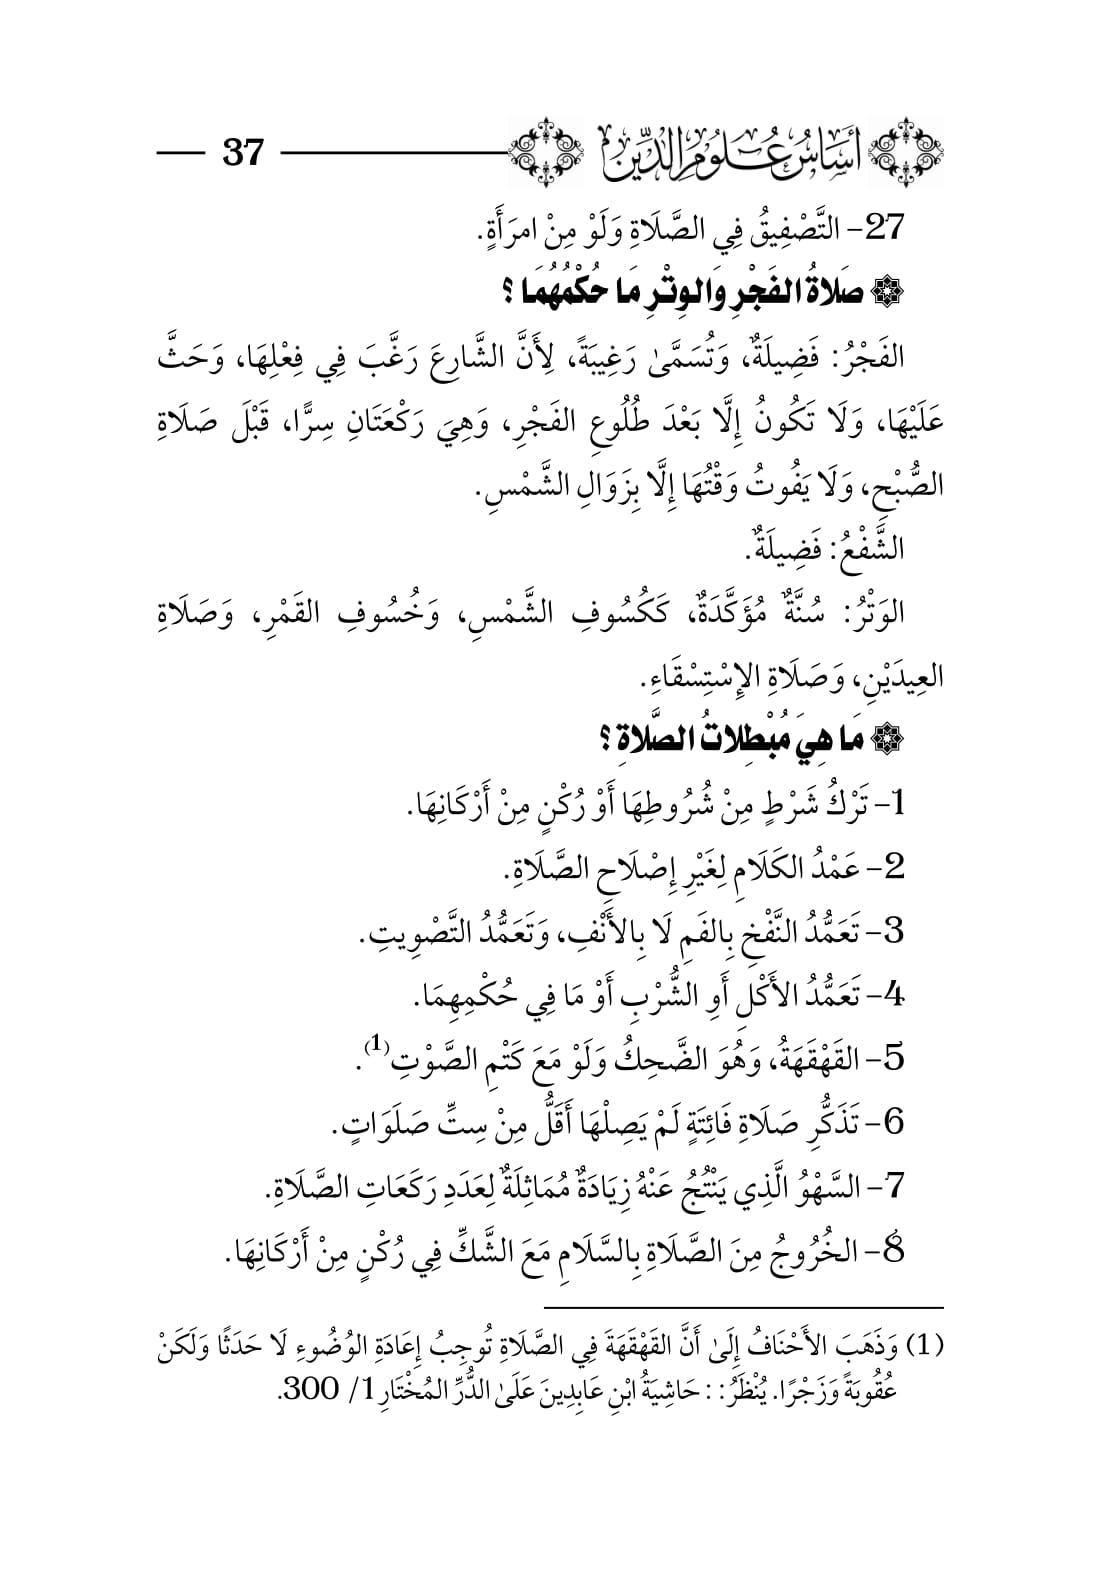 أَسَاسُ عُلُومِ الدِّينِ 37
27- التَّصْفِيقُ فِي الصَّلَاةِ وَلَوْ مِنْ امرَأَةٍ.
صَلَاةُ الفَجْرِ وَالوِتْرِ مَا حُكْمُهُمَا ؟
الفَجْرُ: فَضِيلَةٌ، وَتُسَمَّىٰ رَغِيبَةً، لِأَنَّ الشَّارِعَ رَغَّبَ فِي فِعْلِهَا، وَحَثَّ
عَلَيْهَا، وَلَا تَكُونُ إِلَّا بَعْدَ طُلُوعِ الفَجْرِ، وَهِيَ رَكْعَتَانِ سِرًّا، قَبْلَ صَلَاةِ
الصُّبْحِ، وَلَا يَفُوتُ وَقْتُهَا إِلَّا بِزَوَالِ الشَّمْسِ.
الشَّفْعُ: فَضِيلَةٌ.
الوَتْرُ: سُنَّةٌ مُؤَكَّدَةٌ، كَكُسُوفِ الشَّمْسِ، وَخُسُوفِ القَمْرِ، وَصَلَاةِ
العِيدَيْنِ، وَصَلَاةِ الإِسْتِسْقَاءِ.
مَا هِيَ مُبْطِلَاتُ الصَّلَاةِ ؟
1- تَرْكُ شَرْطٍ مِنْ شُرُوطِهَا أَوْ رُكْنٍ مِنْ أَرْكَانِهَا.
2- عَمْدُ الكَلَامِ لِغَيْرِ إِصْلَاحِ الصَّلَاةِ.
3- تَعَمُّدُ النَّفْخِ بِالفَمِ لَا بِالأَنْفِ، وَتَعَمُّدُ التَّصْوِيتِ.
4- تَعَمُّدُ الأَكْلِ أَوِ الشُّرْبِ أَوْ مَا فِي حُكْمِهِمَا.
5- القَهْقَهَةُ، وَهُوَ الضَّحِكُ وَلَوْ مَعَ كَتْمِ الصَّوْتِ(1).
6- تَذَكُّرِ صَلَاةِ فَائِتَةٍ لَمْ يَصِلْهَا أَقَلُّ مِنْ سِتِّ صَلَوَاتٍ.
7- السَّهْوُ الَّذِي يَنْتُجُ عَنْهُ زِيَادَةٌ مُمَاثِلَةٌ لِعَدَدِ رَكَعَاتِ الصَّلَاةِ.
8- الخُرُوجُ مِنَ الصَّلَاةِ بِالسَّلَامِ مَعَ الشَّكِّ فِي رُكْنٍ مِنْ أَرْكَانِهَا.
(1) وَذَهَبَ الأَحْنَافُ إِلَىٰ أَنَّ القَهْقَهَةَ فِي الصَّلَاةِ تُوجِبُ إِعَادَةِ الوُضُوءِ لَا حَدَثًا وَلَكَنْ
عُقُوبَةً وَزَجْرًا. يُنْظَرُ: : حَاشِيَةُ ابْنِ عَابِدِينَ عَلَىٰ الدُّرِّ المُخْتَارِ 1/ 300.